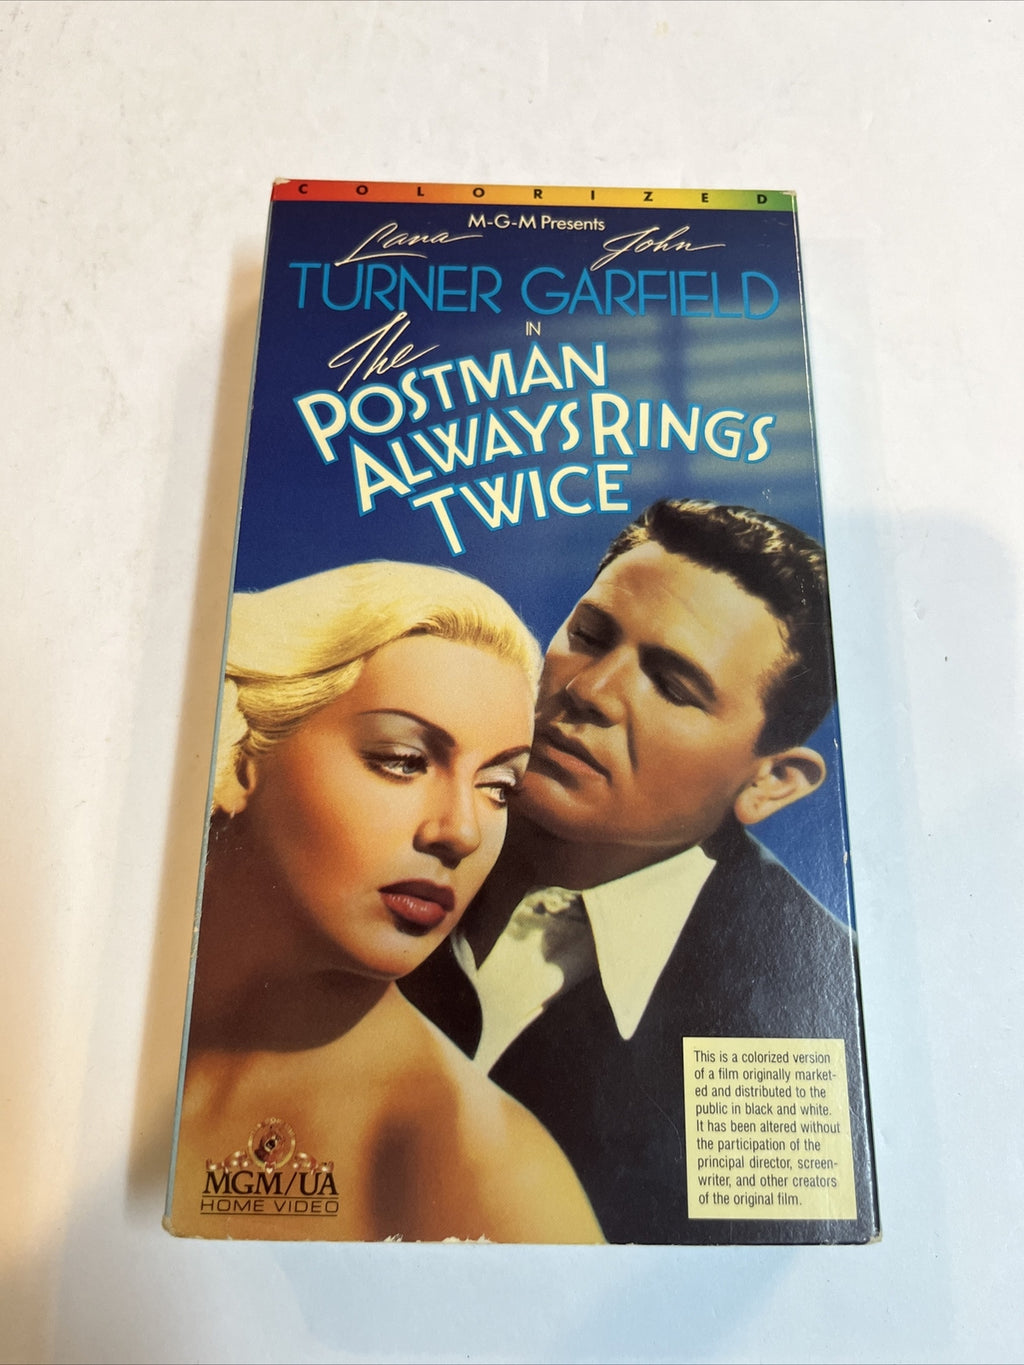 COLORIZED
M-G-M Presents
Lana John
TURNER GARFIELD
IN
The
POSTMAN
ALWAYS RINGS
TWICE
This is a colorized version
of a film originally market-
ed and distributed to the
public in black and white.
It has been altered without
the participation of the
principal director, screen-
writer, and other creators
of the original film.
MGM/UA
HOME VIDEO